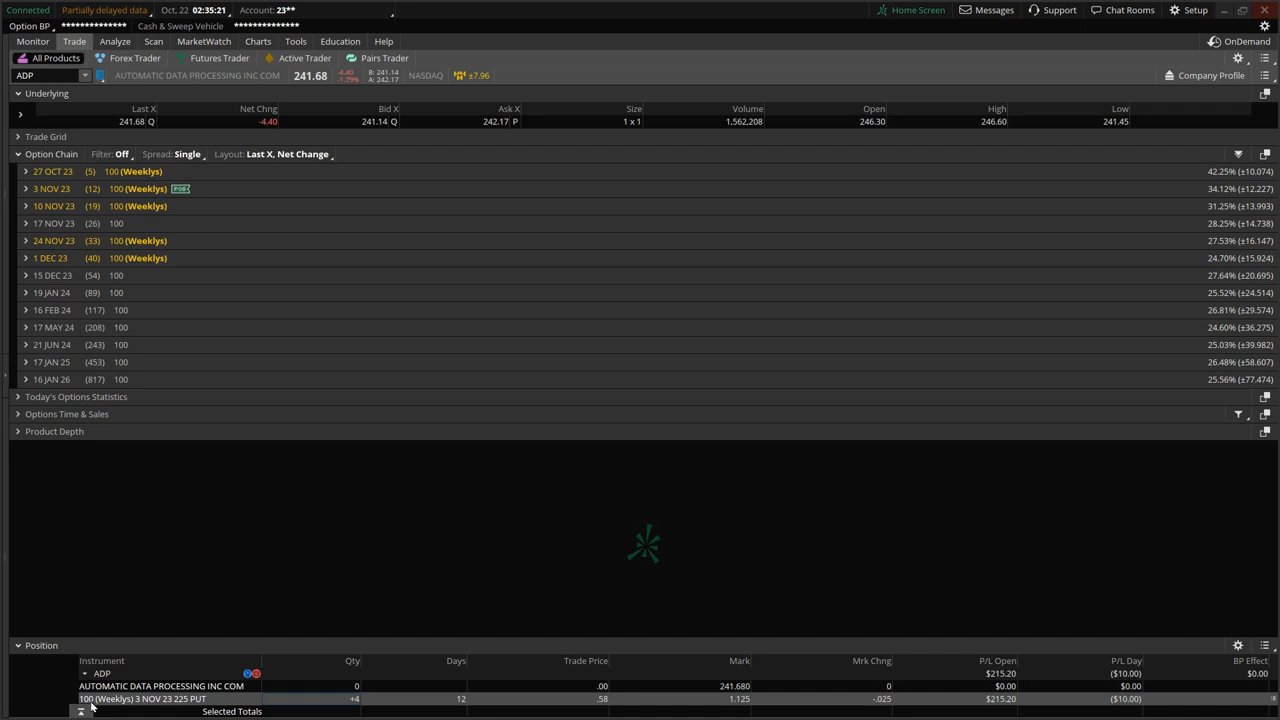 Connected Partially delayed data Oct, 22 02:35:21 Account: 23** Home Screen Messages Support Chat Rooms Setup
Option BP ************** Cash & Sweep Vehicle **************
Monitor Trade Analyze Scan MarketWatch Charts Tools Education Help OnDemand
All Products Forex Trader Futures Trader Active Trader Pairs Trader
ADP AUTOMATIC DATA PROCESSING INC COM 241.68 -4.40 -1.79% B: 241.14 A: 242.17 NASDAQ ±7.96 Company Profile
Underlying
Last X Net Chng Bid X Ask X Size Volume Open High Low
241.68 Q -4.40 241.14 Q 242.17 P 1 x 1 1,562,208 246.30 246.60 241.45
Trade Grid
Option Chain Filter: Off Spread: Single Layout: Last X, Net Change
27 OCT 23 (5) 100 (Weeklys) 42.25% (±10.074)
3 NOV 23 (12) 100 (Weeklys) POS 34.12% (±12.227)
10 NOV 23 (19) 100 (Weeklys) 31.25% (±13.993)
17 NOV 23 (26) 100 28.25% (±14.738)
24 NOV 23 (33) 100 (Weeklys) 27.53% (±16.147)
1 DEC 23 (40) 100 (Weeklys) 24.70% (±15.924)
15 DEC 23 (54) 100 27.64% (±20.695)
19 JAN 24 (89) 100 25.52% (±24.514)
16 FEB 24 (117) 100 26.81% (±29.574)
17 MAY 24 (208) 100 24.60% (±36.275)
21 JUN 24 (243) 100 25.03% (±39.982)
17 JAN 25 (453) 100 26.48% (±58.607)
16 JAN 26 (817) 100 25.56% (±77.474)
Today's Options Statistics
Options Time & Sales
Product Depth
Position
Instrument Qty Days Trade Price Mark Mrk Chng P/L Open P/L Day BP Effect
ADP $215.20 ($10.00) $0.00
AUTOMATIC DATA PROCESSING INC COM 0 .00 241.680 0 $0.00 $0.00
100 (Weeklys) 3 NOV 23 225 PUT +4 12 .58 1.125 -.025 $215.20 ($10.00)
Selected Totals